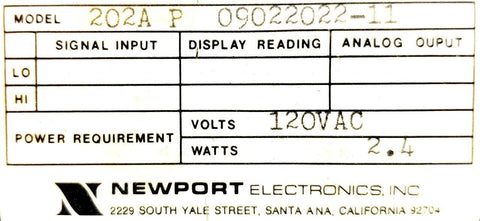 MODEL 202A P 09022022-11
SIGNAL INPUT DISPLAY READING ANALOG OUPUT
LO
HI
POWER REQUIREMENT VOLTS 120VAC
WATTS 2.4
N NEWPORT ELECTRONICS, INC
2229 SOUTH YALE STREET, SANTA ANA, CALIFORNIA 92704